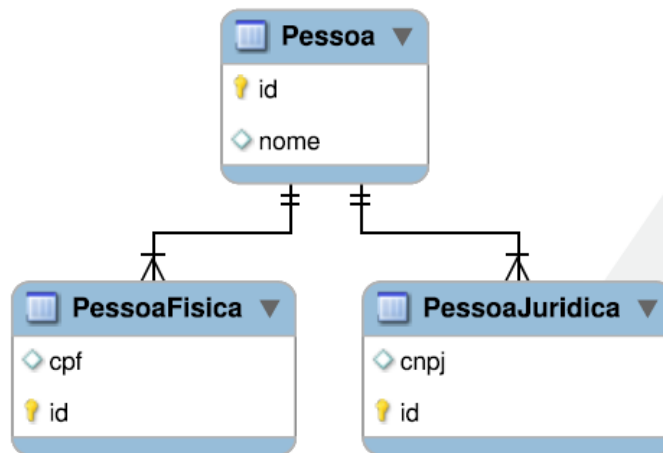 Pessoa
id
nome
PessoaFisica
cpf
id
PessoaJuridica
cnpj
id